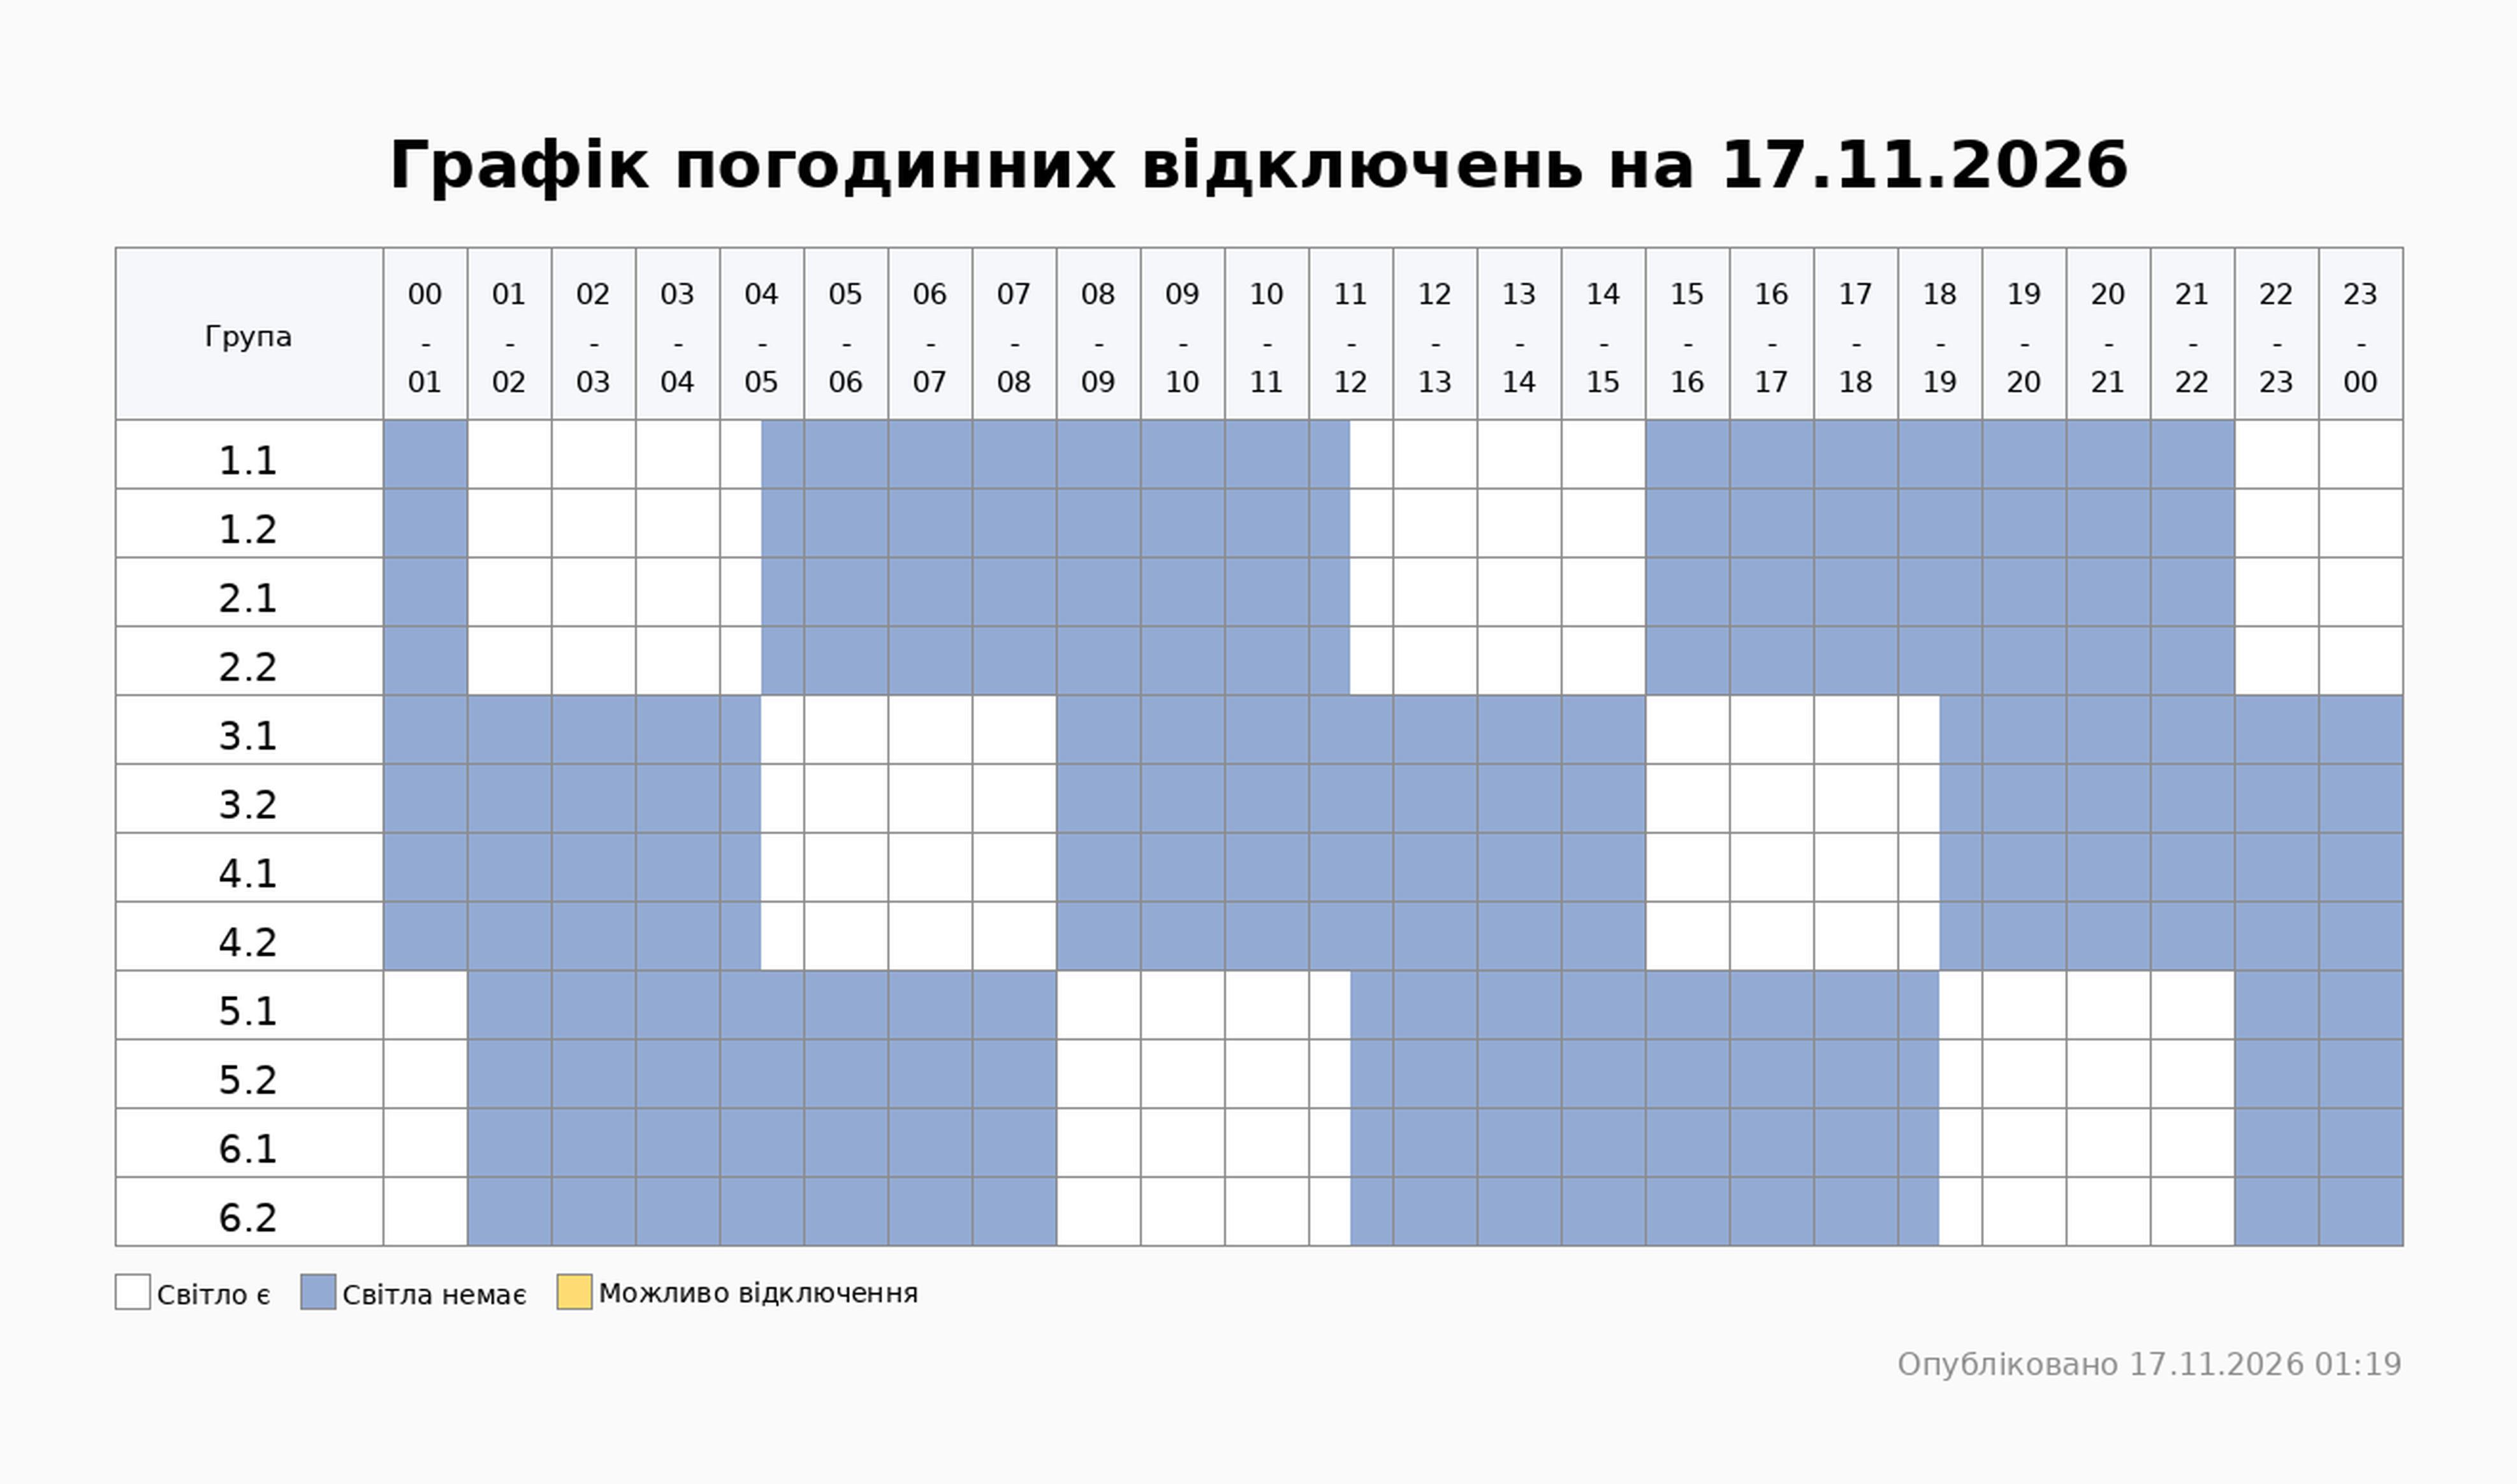 Графік погодинних відключень на 17.11.2026
Група
00 - 01
01 - 02
02 - 03
03 - 04
04 - 05
05 - 06
06 - 07
07 - 08
08 - 09
09 - 10
10 - 11
11 - 12
12 - 13
13 - 14
14 - 15
15 - 16
16 - 17
17 - 18
18 - 19
19 - 20
20 - 21
21 - 22
22 - 23
23 - 00
1.1
1.2
2.1
2.2
3.1
3.2
4.1
4.2
5.1
5.2
6.1
6.2
Світло є
Світла немає
Можливо відключення
Опубліковано 17.11.2026 01:19